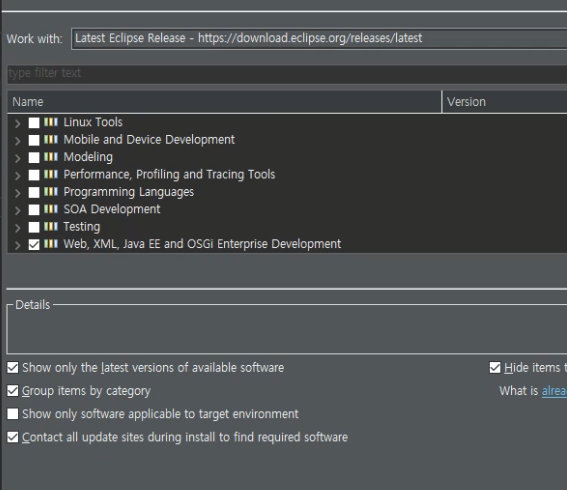 Work with: Latest Eclipse Release - https://download.eclipse.org/releases/latest
type filter text
Name Version
Linux Tools
Mobile and Device Development
Modeling
Performance, Profiling and Tracing Tools
Programming Languages
SOA Development
Testing
Web, XML, Java EE and OSGi Enterprise Development
Details
Show only the latest versions of available software Hide items
Group items by category What is
Show only software applicable to target environment
Contact all update sites during install to find required software